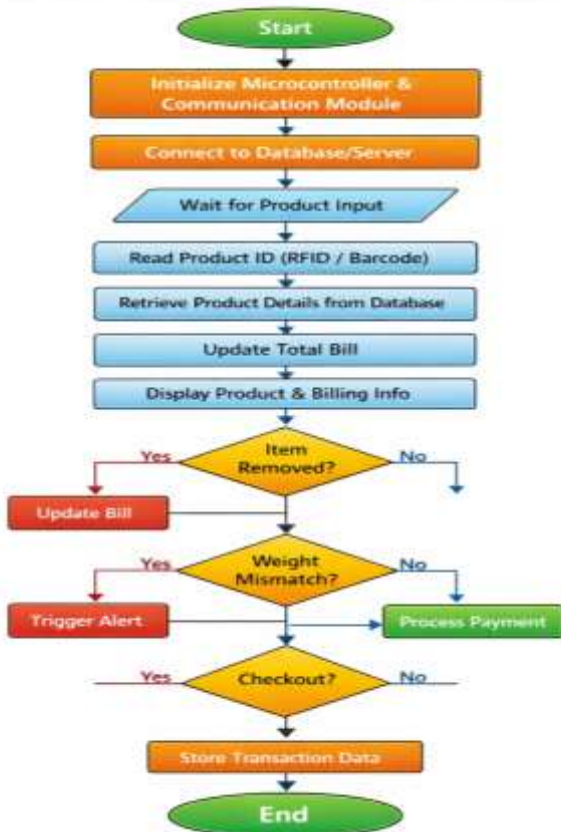 Start
Initialize Microcontroller &
Communication Module
Connect to Database/Server
Wait for Product Input
Read Product ID (RFID / Barcode)
Retrieve Product Details from Database
Update Total Bill
Display Product & Billing Info
Item
Removed?
Yes
No
Update Bill
Weight
Mismatch?
Yes
No
Trigger Alert
Process Payment
Checkout?
Yes
No
Store Transaction Data
End